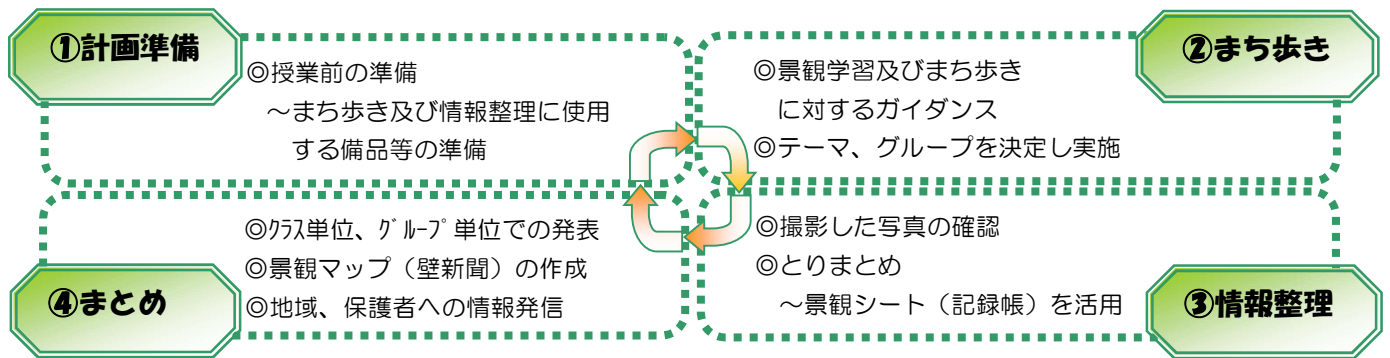 ①計画準備
◎授業前の準備
～まち歩き及び情報整理に使用
する備品等の準備
②まち歩き
◎景観学習及びまち歩き
に対するガイダンス
◎テーマ、グループを決定し実施
③情報整理
◎撮影した写真の確認
◎とりまとめ
～景観シート（記録帳）を活用
④まとめ
◎ｸﾗｽ単位、ｸﾞﾙｰﾌﾟ単位での発表
◎景観マップ（壁新聞）の作成
◎地域、保護者への情報発信